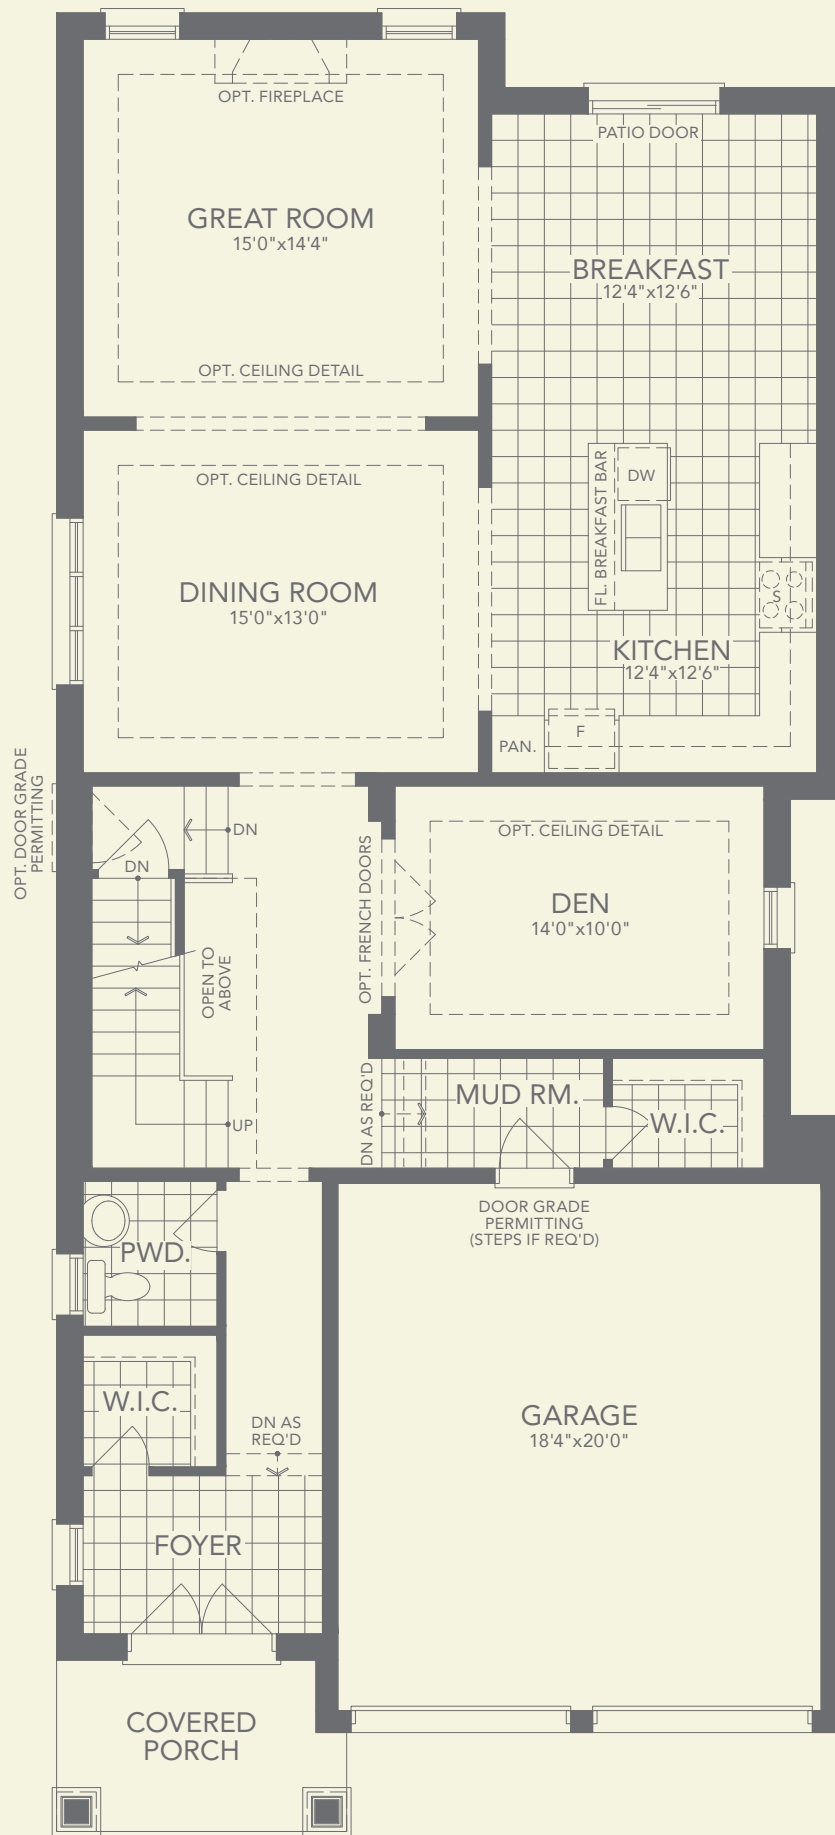 OPT. FIREPLACE
GREAT ROOM
15'0"x14'4"
OPT. CEILING DETAIL
PATIO DOOR
BREAKFAST
12'4"x12'6"
OPT. CEILING DETAIL
DINING ROOM
15'0"x13'0"
FL. BREAKFAST BAR
DW
S
KITCHEN
12'4"x12'6"
PAN.
F
OPT. DOOR GRADE
PERMITTING
DN
DN
OPEN TO
ABOVE
UP
OPT. FRENCH DOORS
OPT. CEILING DETAIL
DEN
14'0"x10'0"
DN AS REQ'D
MUD RM.
W.I.C.
DOOR GRADE
PERMITTING
(STEPS IF REQ'D)
PWD.
W.I.C.
DN AS
REQ'D
FOYER
GARAGE
18'4"x20'0"
COVERED
PORCH